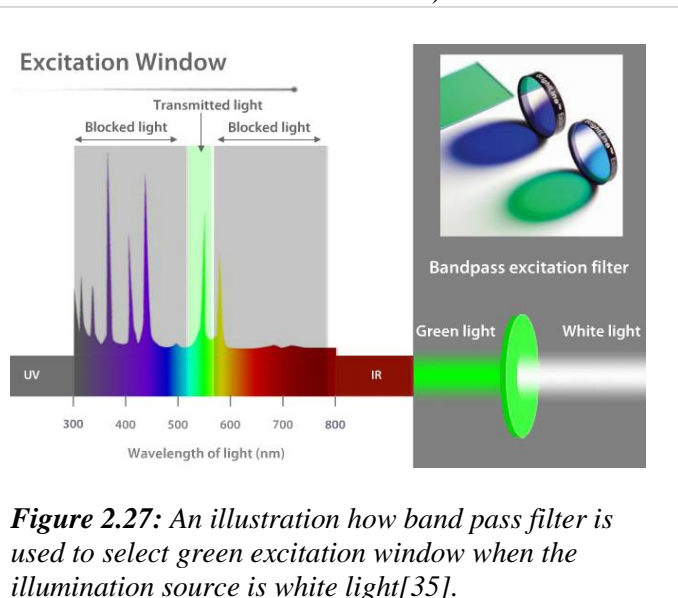 Excitation Window
Transmitted light
Blocked light
Blocked light
UV
IR
300 400 500 600 700 800
Wavelength of light (nm)
BrightLine™
BrightLine™
Bandpass excitation filter
Green light
White light
Figure 2.27: An illustration how band pass filter is
used to select green excitation window when the
illumination source is white light[35].